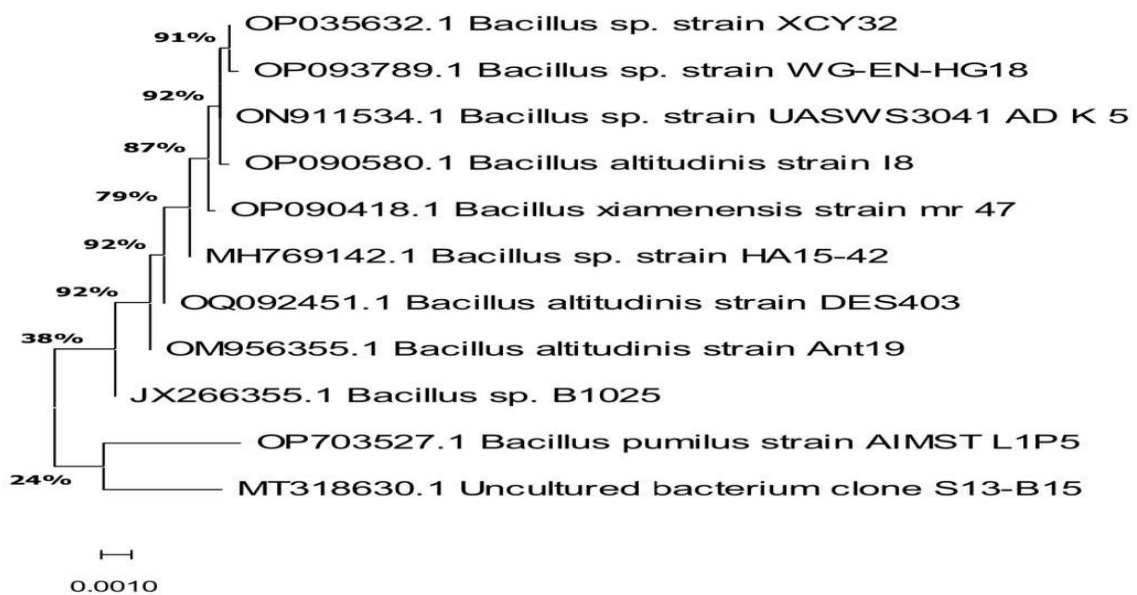 91%
OP035632.1 Bacillus sp. strain XCY32
OP093789.1 Bacillus sp. strain WG-EN-HG18
92%
ON911534.1 Bacillus sp. strain UASWS3041 AD K 5
87%
OP090580.1 Bacillus altitudinis strain I8
79%
OP090418.1 Bacillus xiamenensis strain mr 47
92%
MH769142.1 Bacillus sp. strain HA15-42
92%
OQ092451.1 Bacillus altitudinis strain DES403
38%
OM956355.1 Bacillus altitudinis strain Ant19
JX266355.1 Bacillus sp. B1025
OP703527.1 Bacillus pumilus strain AIMST L1P5
24%
MT318630.1 Uncultured bacterium clone S13-B15
0.0010